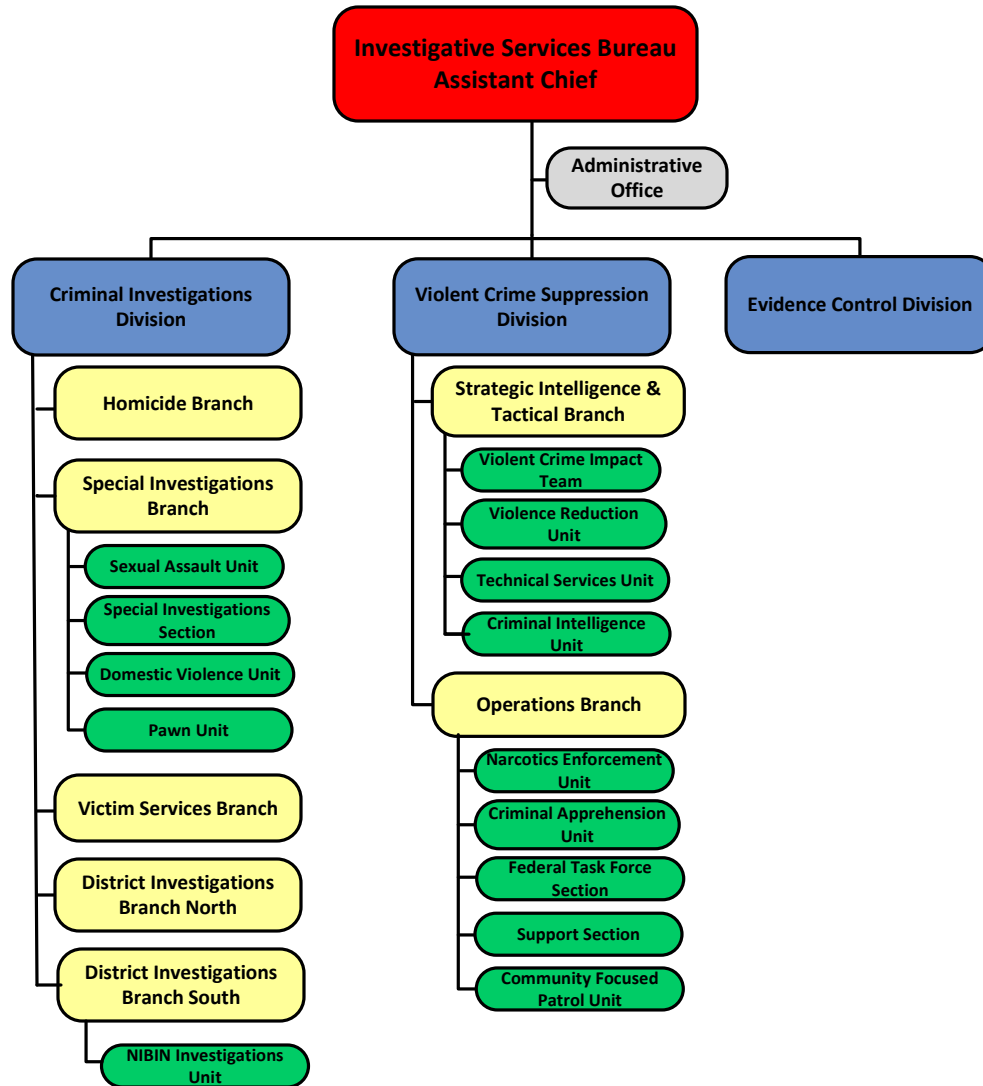 Investigative Services Bureau
Assistant Chief
Administrative
Office
Criminal Investigations
Division
Homicide Branch
Special Investigations
Branch
Sexual Assault Unit
Special Investigations
Section
Domestic Violence Unit
Pawn Unit
Victim Services Branch
District Investigations
Branch North
District Investigations
Branch South
NIBIN Investigations
Unit
Violent Crime Suppression
Division
Strategic Intelligence &
Tactical Branch
Violent Crime Impact
Team
Violence Reduction
Unit
Technical Services Unit
Criminal Intelligence
Unit
Operations Branch
Narcotics Enforcement
Unit
Criminal Apprehension
Unit
Federal Task Force
Section
Support Section
Community Focused
Patrol Unit
Evidence Control Division